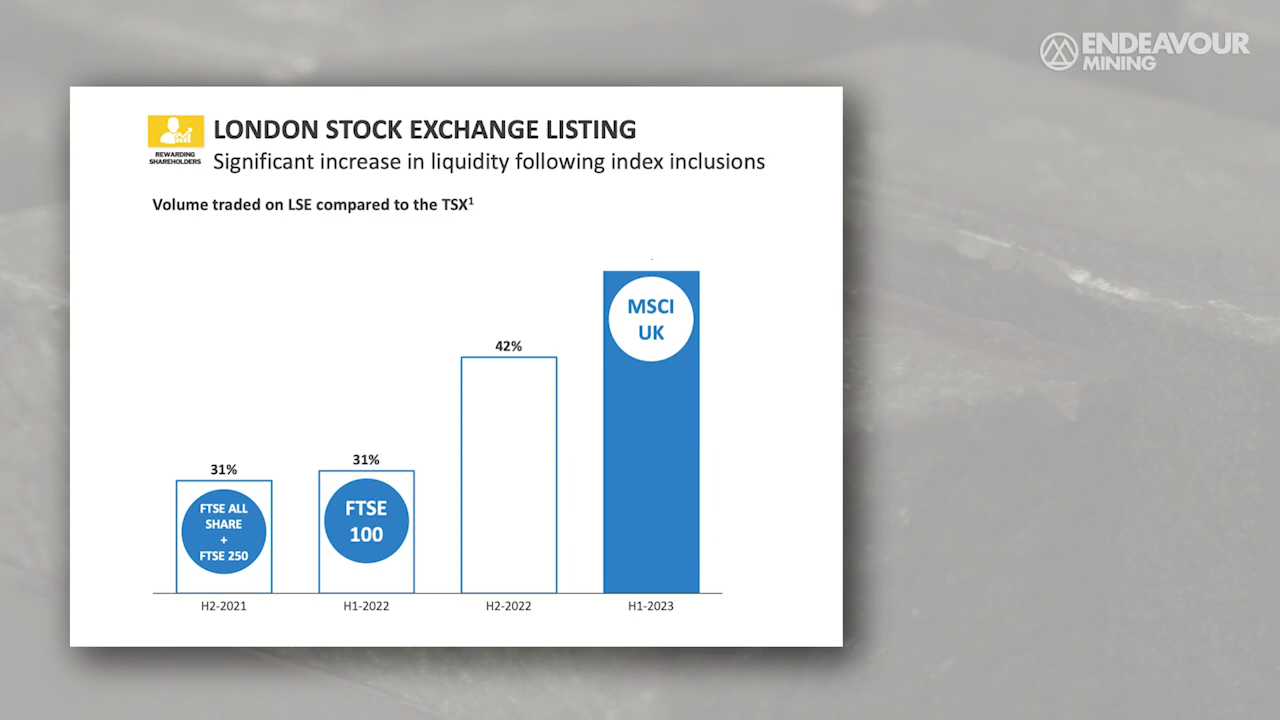 ENDEAVOUR
MINING
LONDON STOCK EXCHANGE LISTING
REWARDING
SHAREHOLDERS
Significant increase in liquidity following index inclusions
Volume traded on LSE compared to the TSX¹
MSCI
UK
42%
31%
31%
FTSE ALL
SHARE
+
FTSE 250
FTSE
100
H2-2021
H1-2022
H2-2022
H1-2023